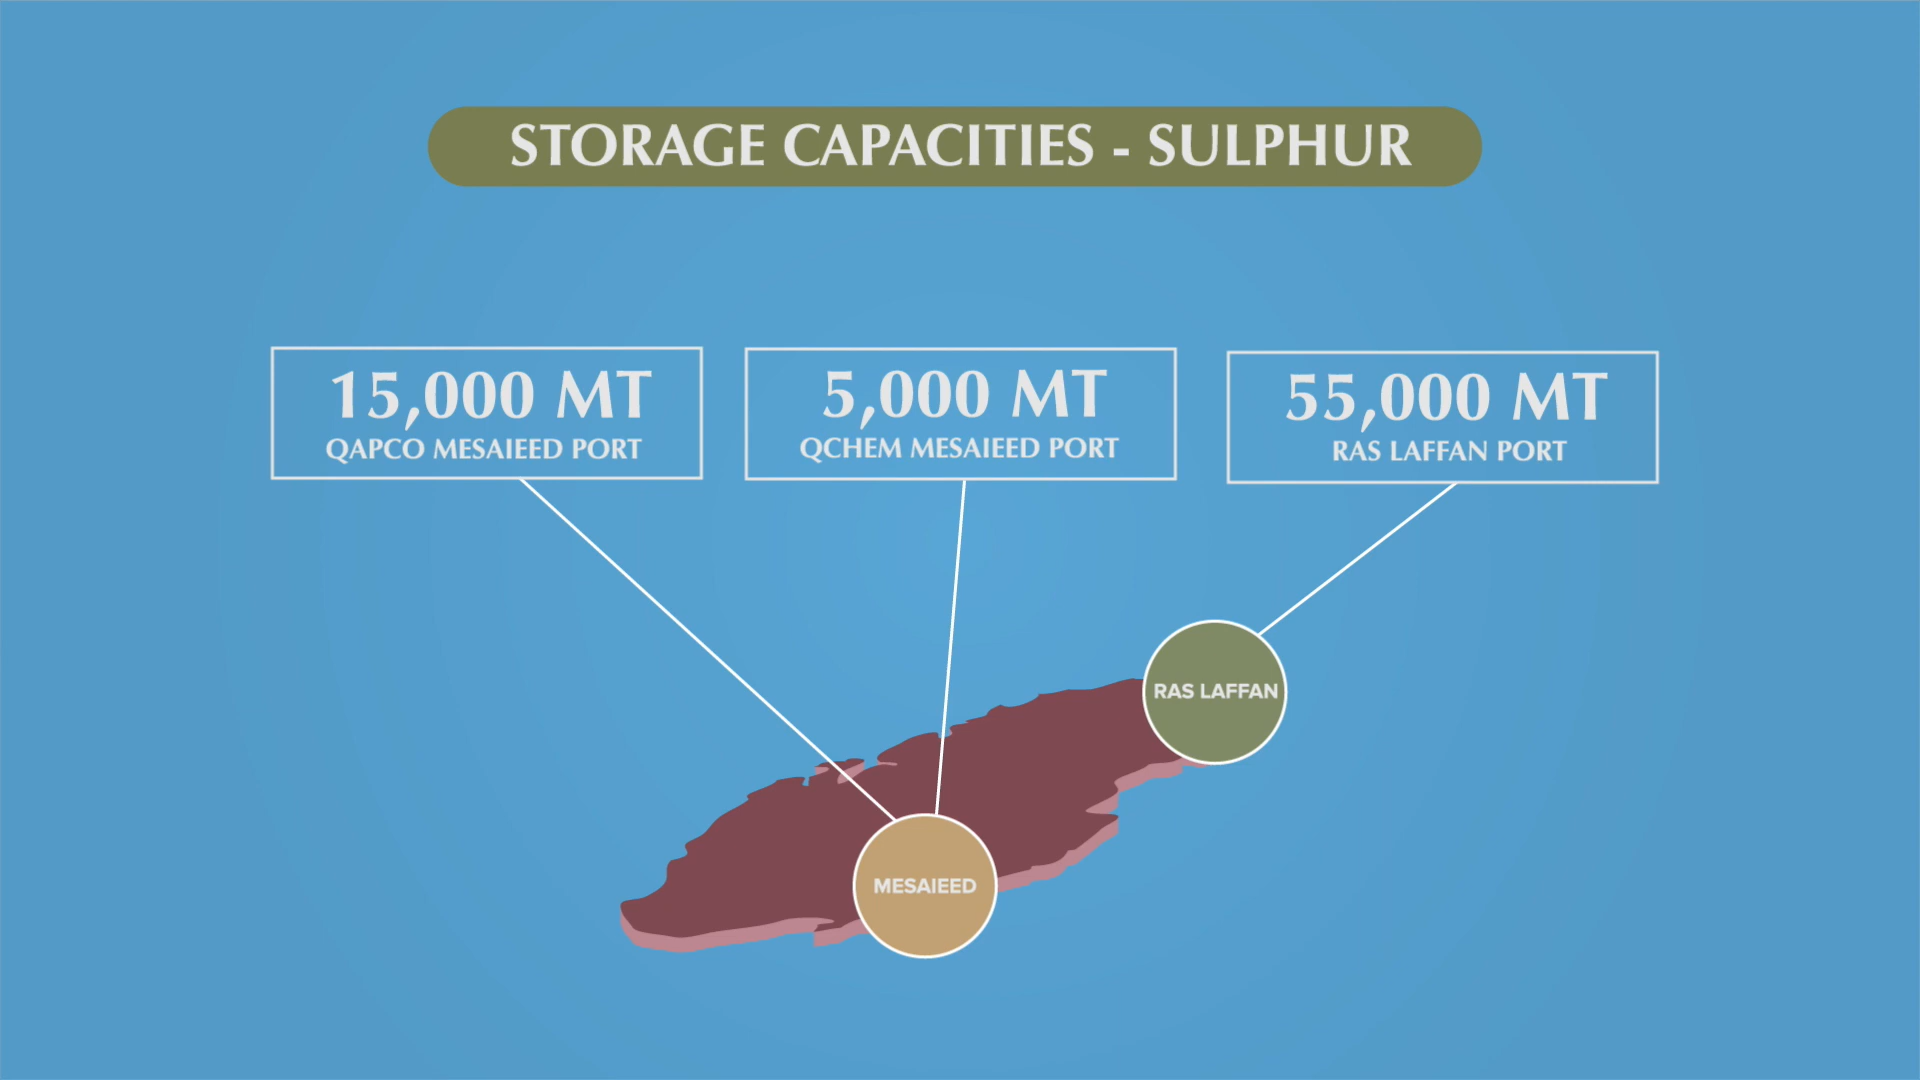 STORAGE CAPACITIES - SULPHUR
15,000 MT
QAPCO MESAIEED PORT
5,000 MT
QCHEM MESAIEED PORT
55,000 MT
RAS LAFFAN PORT
RAS LAFFAN
MESAIEED